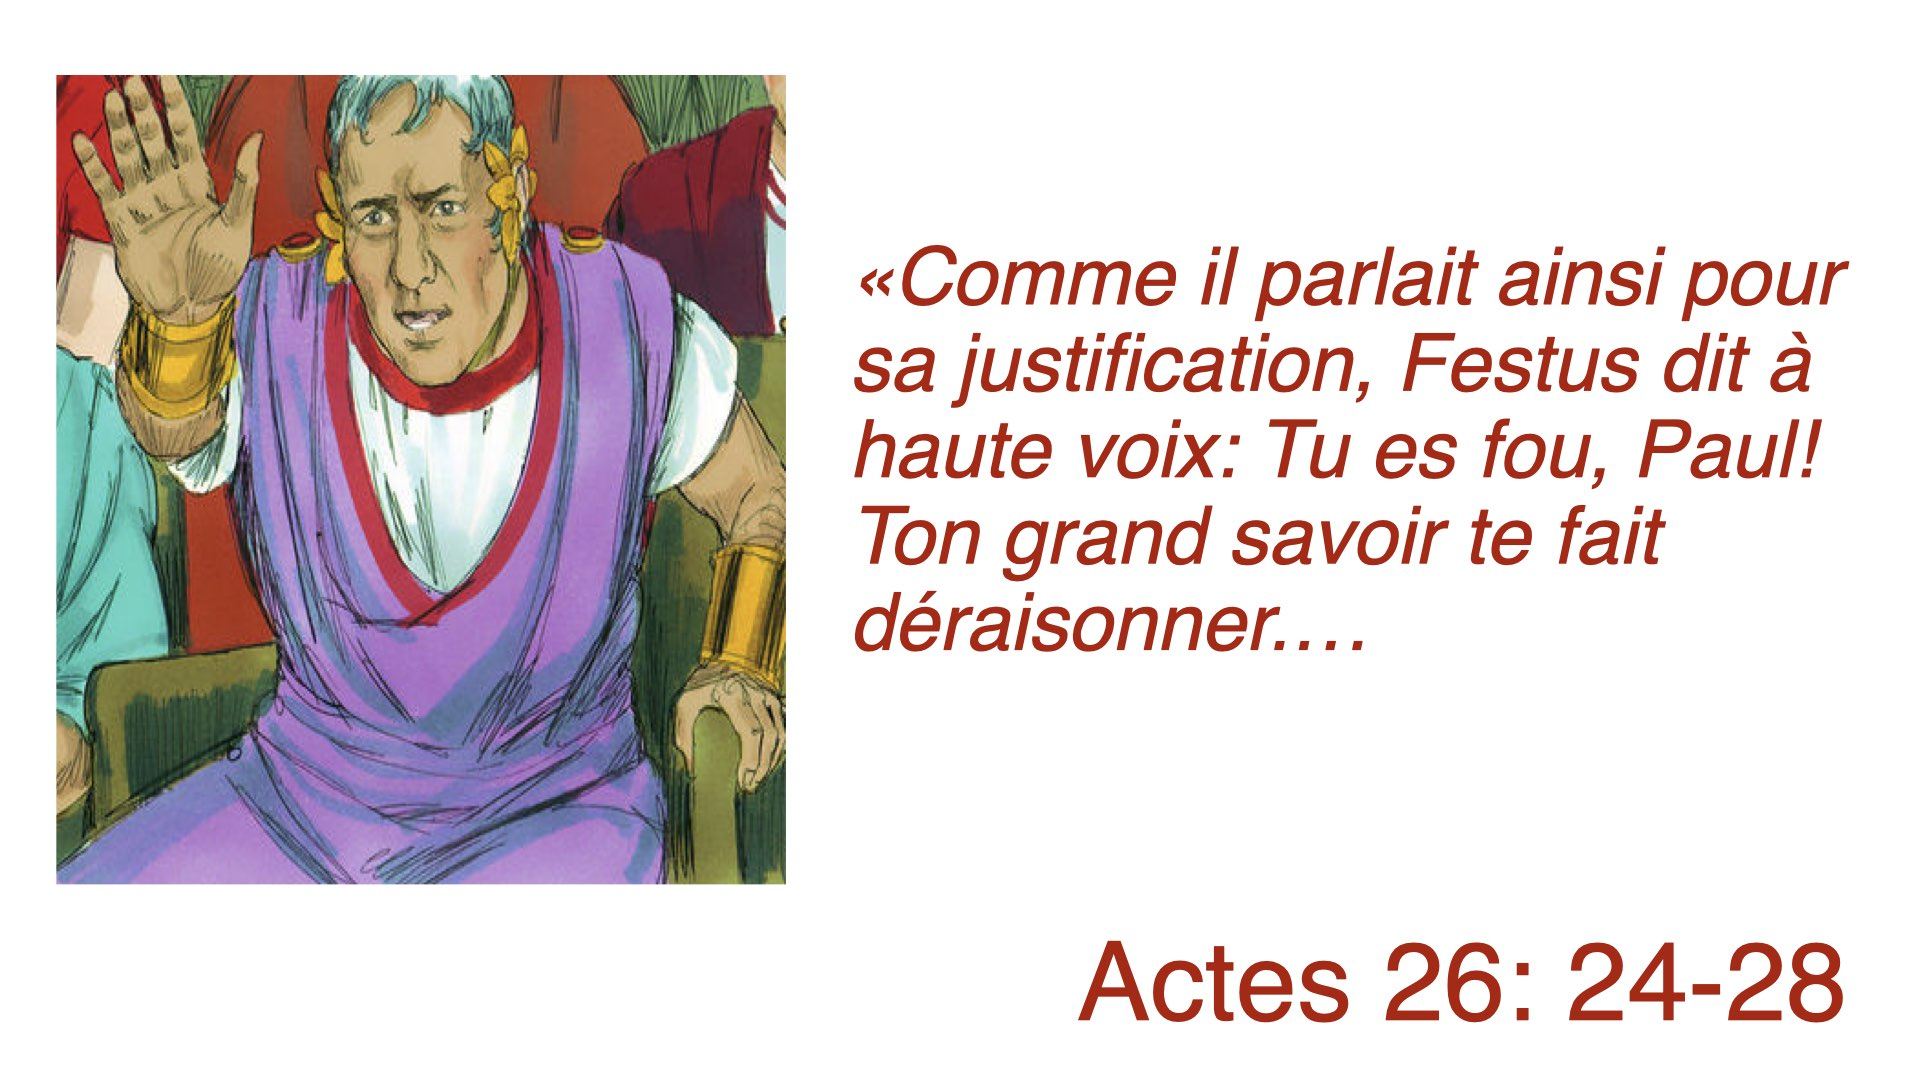 «Comme il parlait ainsi pour
sa justification, Festus dit à
haute voix: Tu es fou, Paul!
Ton grand savoir te fait
déraisonner.…
Actes 26: 24-28